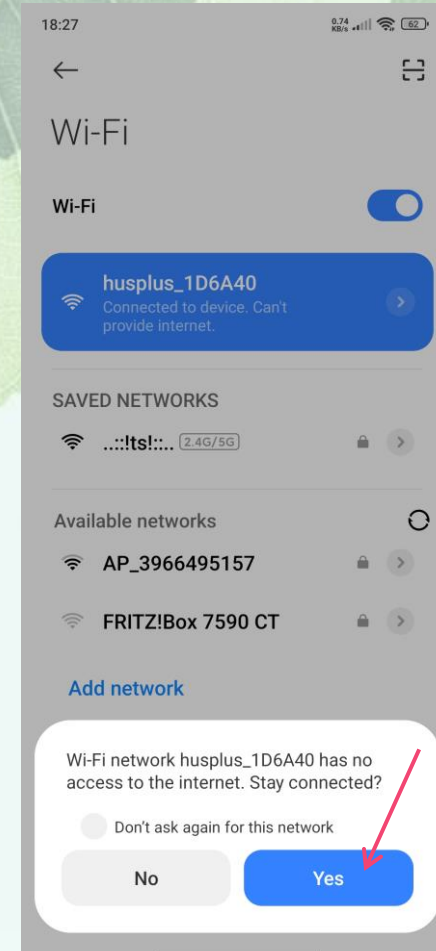 18:27
0.74
KB/s
62
Wi-Fi
Wi-Fi
husplus_1D6A40
Connected to device. Can't
provide internet.
SAVED NETWORKS
..::!ts!::.. 2.4G/5G
Available networks
AP_3966495157
FRITZ!Box 7590 CT
Add network
Wi-Fi network husplus_1D6A40 has no
access to the internet. Stay connected?
Don't ask again for this network
No
Yes